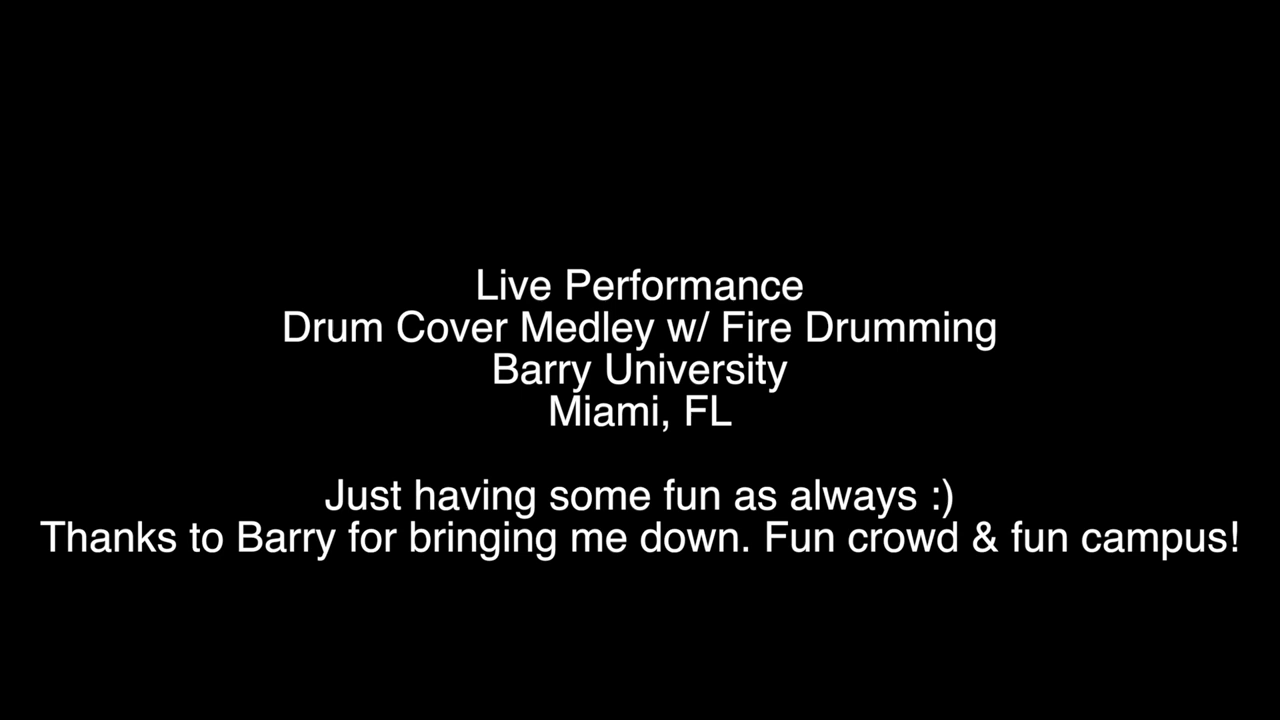 Live Performance
Drum Cover Medley w/ Fire Drumming
Barry University
Miami, FL
Just having some fun as always :)
Thanks to Barry for bringing me down. Fun crowd & fun campus!